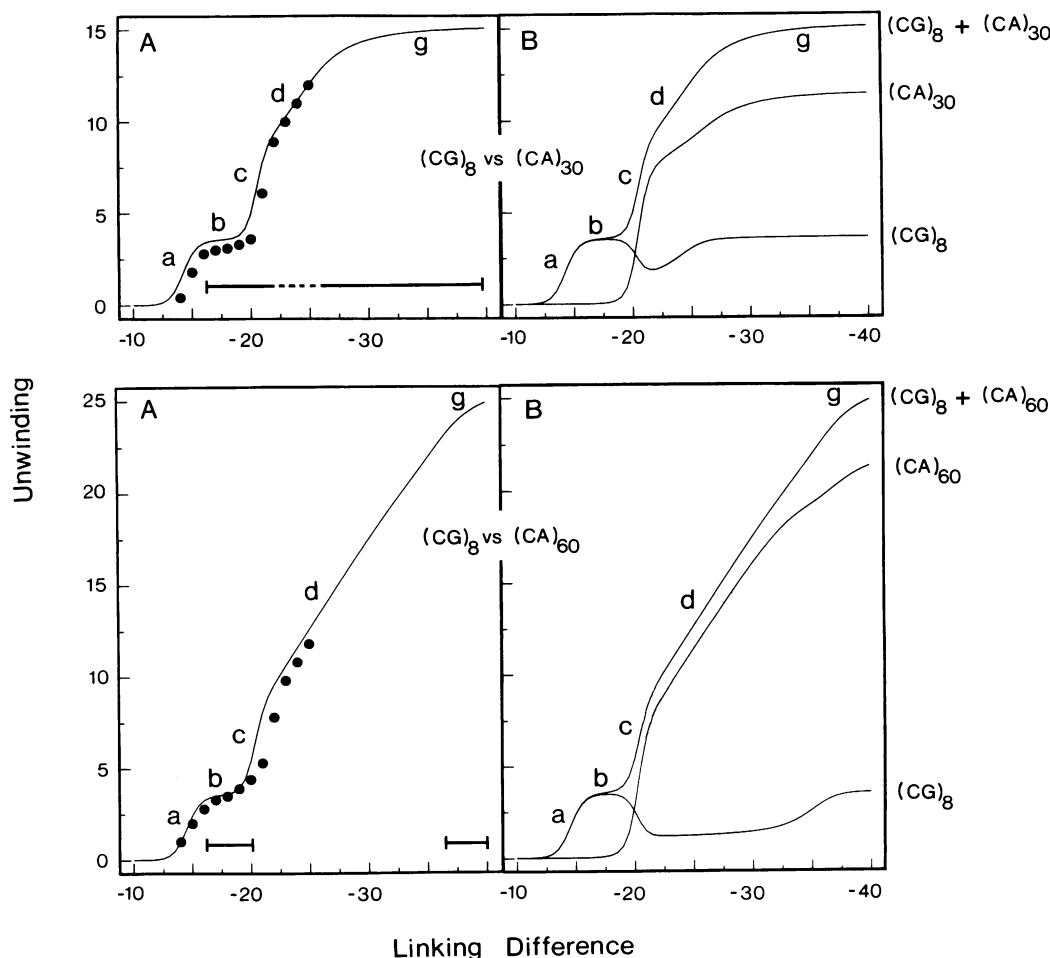 A
B
15
10
5
0
a
b
c
d
g
a
b
c
d
g
(CG)8 vs (CA)30
(CG)8 + (CA)30
(CA)30
(CG)8
-10
-20
-30
-10
-20
-30
-40
A
B
25
20
15
10
5
0
a
b
c
d
g
a
b
c
d
g
(CG)8 vs (CA)60
(CG)8 + (CA)60
(CA)60
(CG)8
-10
-20
-30
-10
-20
-30
-40
Unwinding
Linking Difference